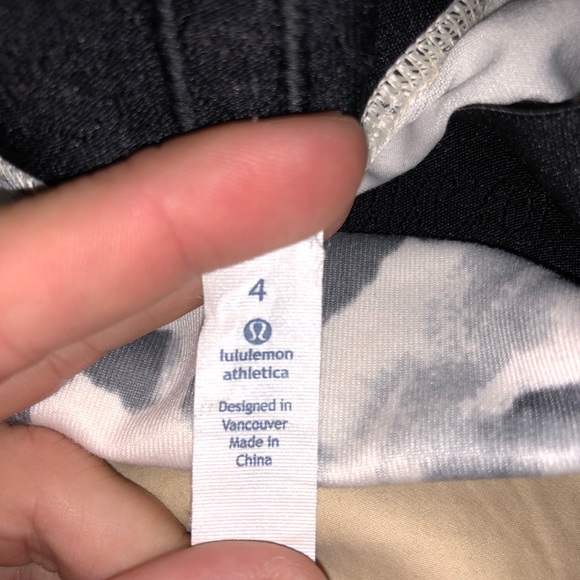 4
lululemon
athletica
Designed in
Vancouver
Made in
China